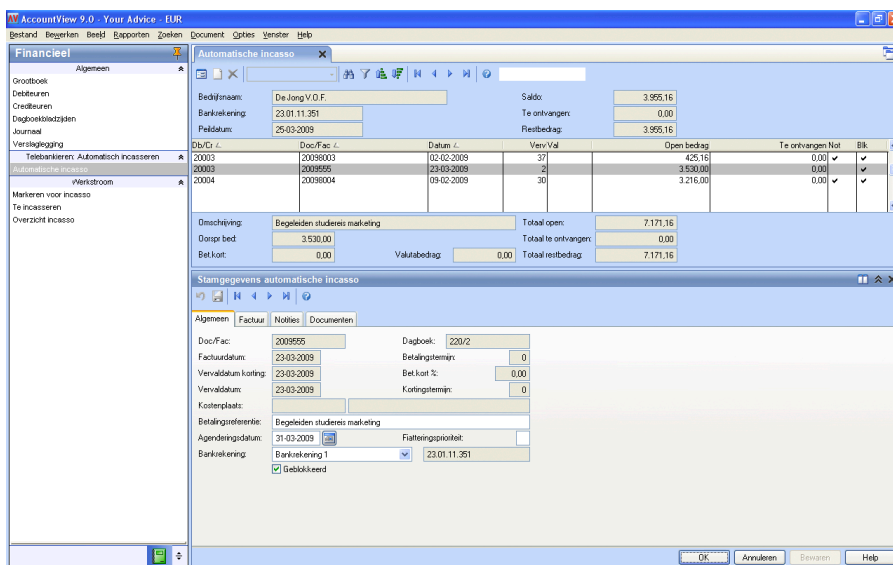 AccountView 9.0 - Your Advice - EUR
Bestand Bewerken Beeld Rapporten Zoeken Document Opties Venster Help
Financieel
Algemeen
Grootboek
Debiteuren
Crediteuren
Dagboekbladzijden
Journaal
Verslaglegging
Telebankieren: Automatisch incasseren
Automatische incasso
Werkstroom
Markeren voor incasso
Te incasseren
Overzicht incasso
Automatische incasso
Bedrijfsnaam: De Jong V.O.F. Saldo: 3.955,16
Bankrekening: 23.01.11.351 Te ontvangen: 0,00
Peildatum: 25-03-2009 Restbedrag: 3.955,16
Db/Cr Doc/Fac Datum Verv Val Open bedrag Te ontvangen Not Blk
20003 20098003 02-02-2009 37 425,16 0,00
20003 2009555 23-03-2009 2 3.530,00 0,00
20004 20098004 09-02-2009 30 3.216,00 0,00
Omschrijving: Begeleiden studiereis marketing Totaal open: 7.171,16
Oorspr bed: 3.530,00 Totaal te ontvangen: 0,00
Bet.kort: 0,00 Valutabedrag: 0,00 Totaal restbedrag: 7.171,16
Stamgegevens automatische incasso
Algemeen Factuur Notities Documenten
Doc/Fac: 2009555 Dagboek: 220/2
Factuurdatum: 23-03-2009 Betalingstermijn: 0
Vervaldatum korting: 23-03-2009 Bet.kort %: 0,00
Vervaldatum: 23-03-2009 Kortingstermijn: 0
Kostenplaats:
Betalingsreferentie: Begeleiden studiereis marketing
Agenderingsdatum: 31-03-2009 Fiatteringsprioriteit:
Bankrekening: Bankrekening 1 23.01.11.351
Geblokkeerd
OK Annuleren Bewaren Help